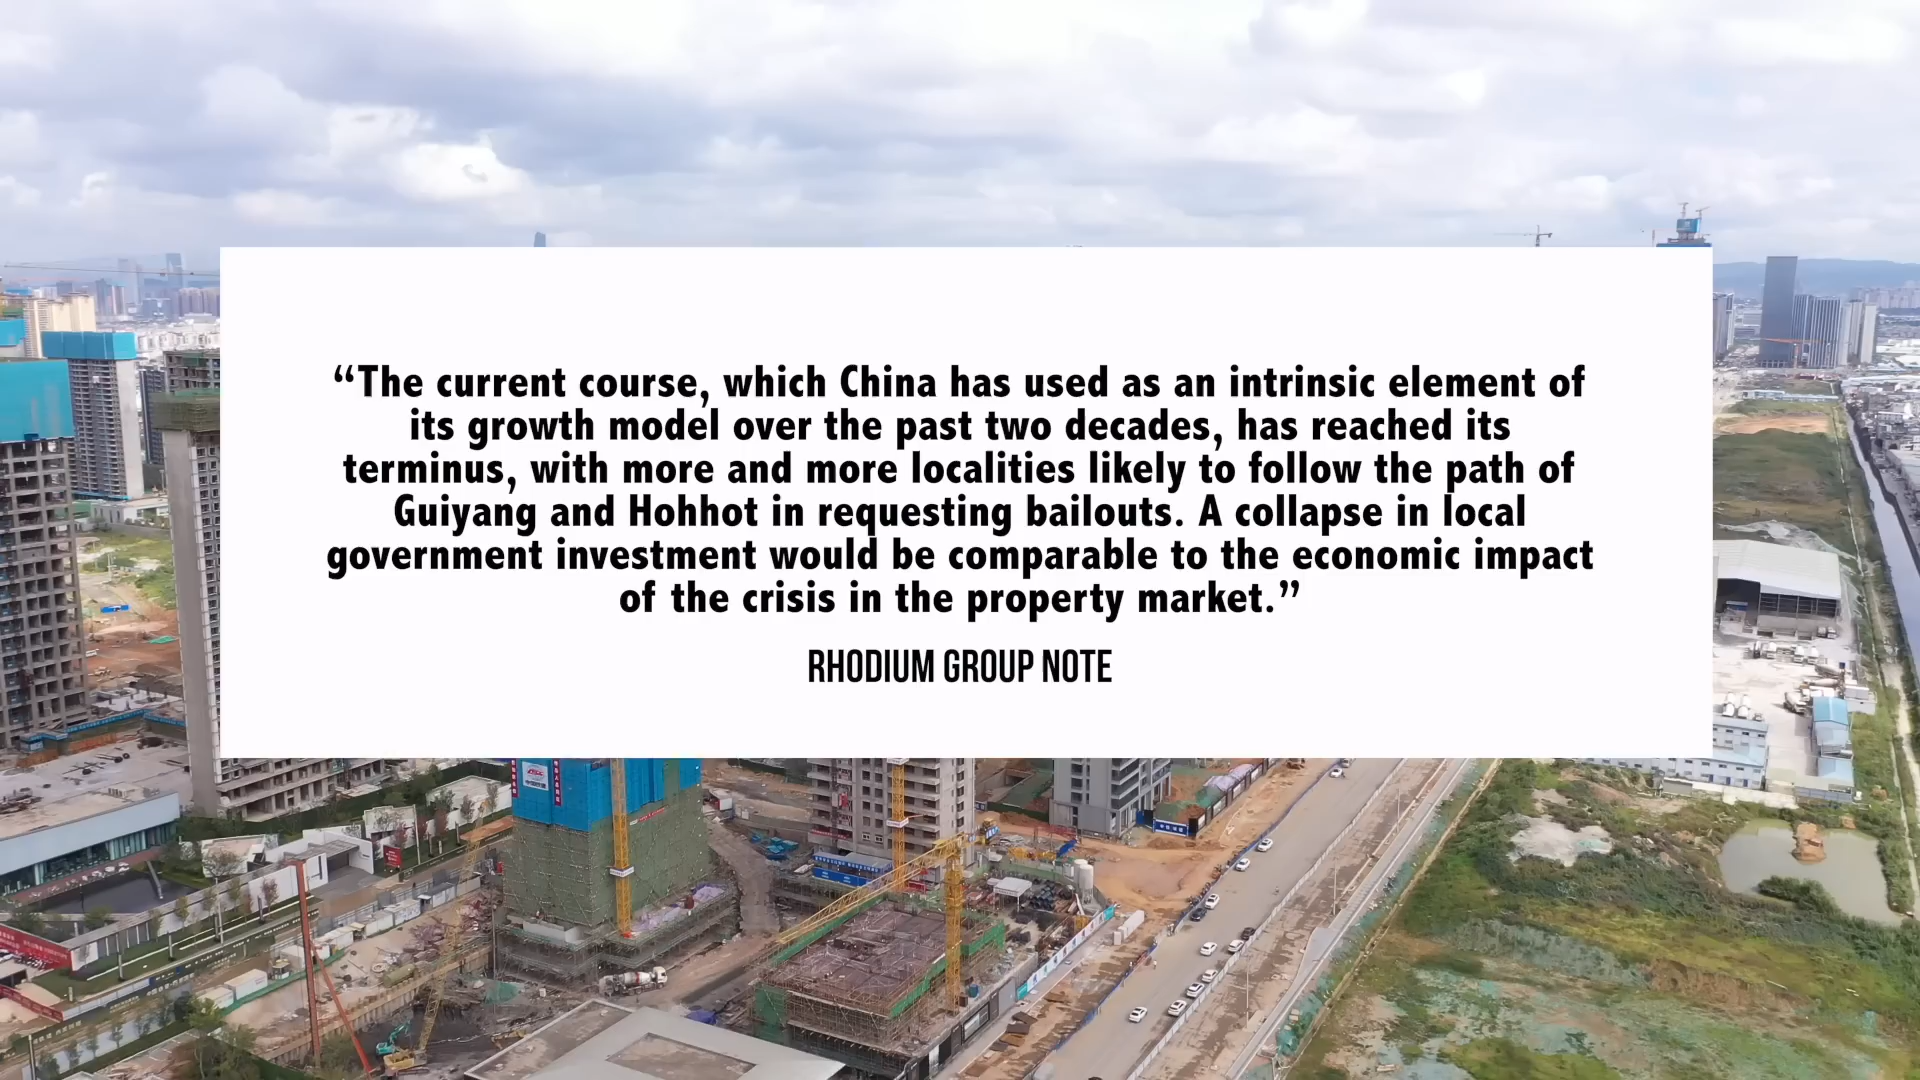 “The current course, which China has used as an intrinsic element of
its growth model over the past two decades, has reached its
terminus, with more and more localities likely to follow the path of
Guiyang and Hohhot in requesting bailouts. A collapse in local
government investment would be comparable to the economic impact
of the crisis in the property market.”
RHODIUM GROUP NOTE